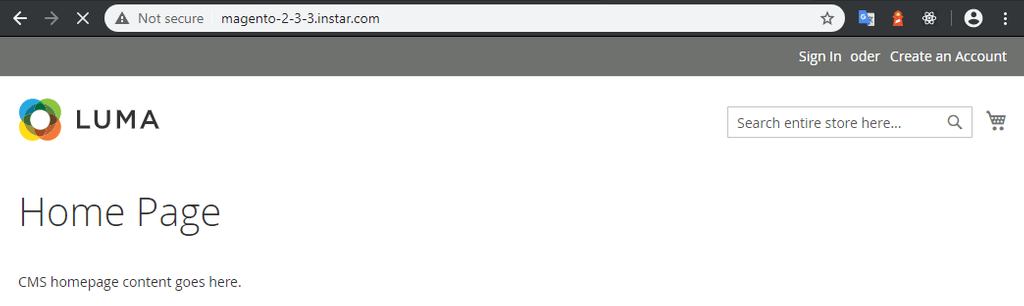 Not secure magento-2-3-3.instar.com
Sign In oder Create an Account
LUMA
Search entire store here...
Home Page
CMS homepage content goes here.